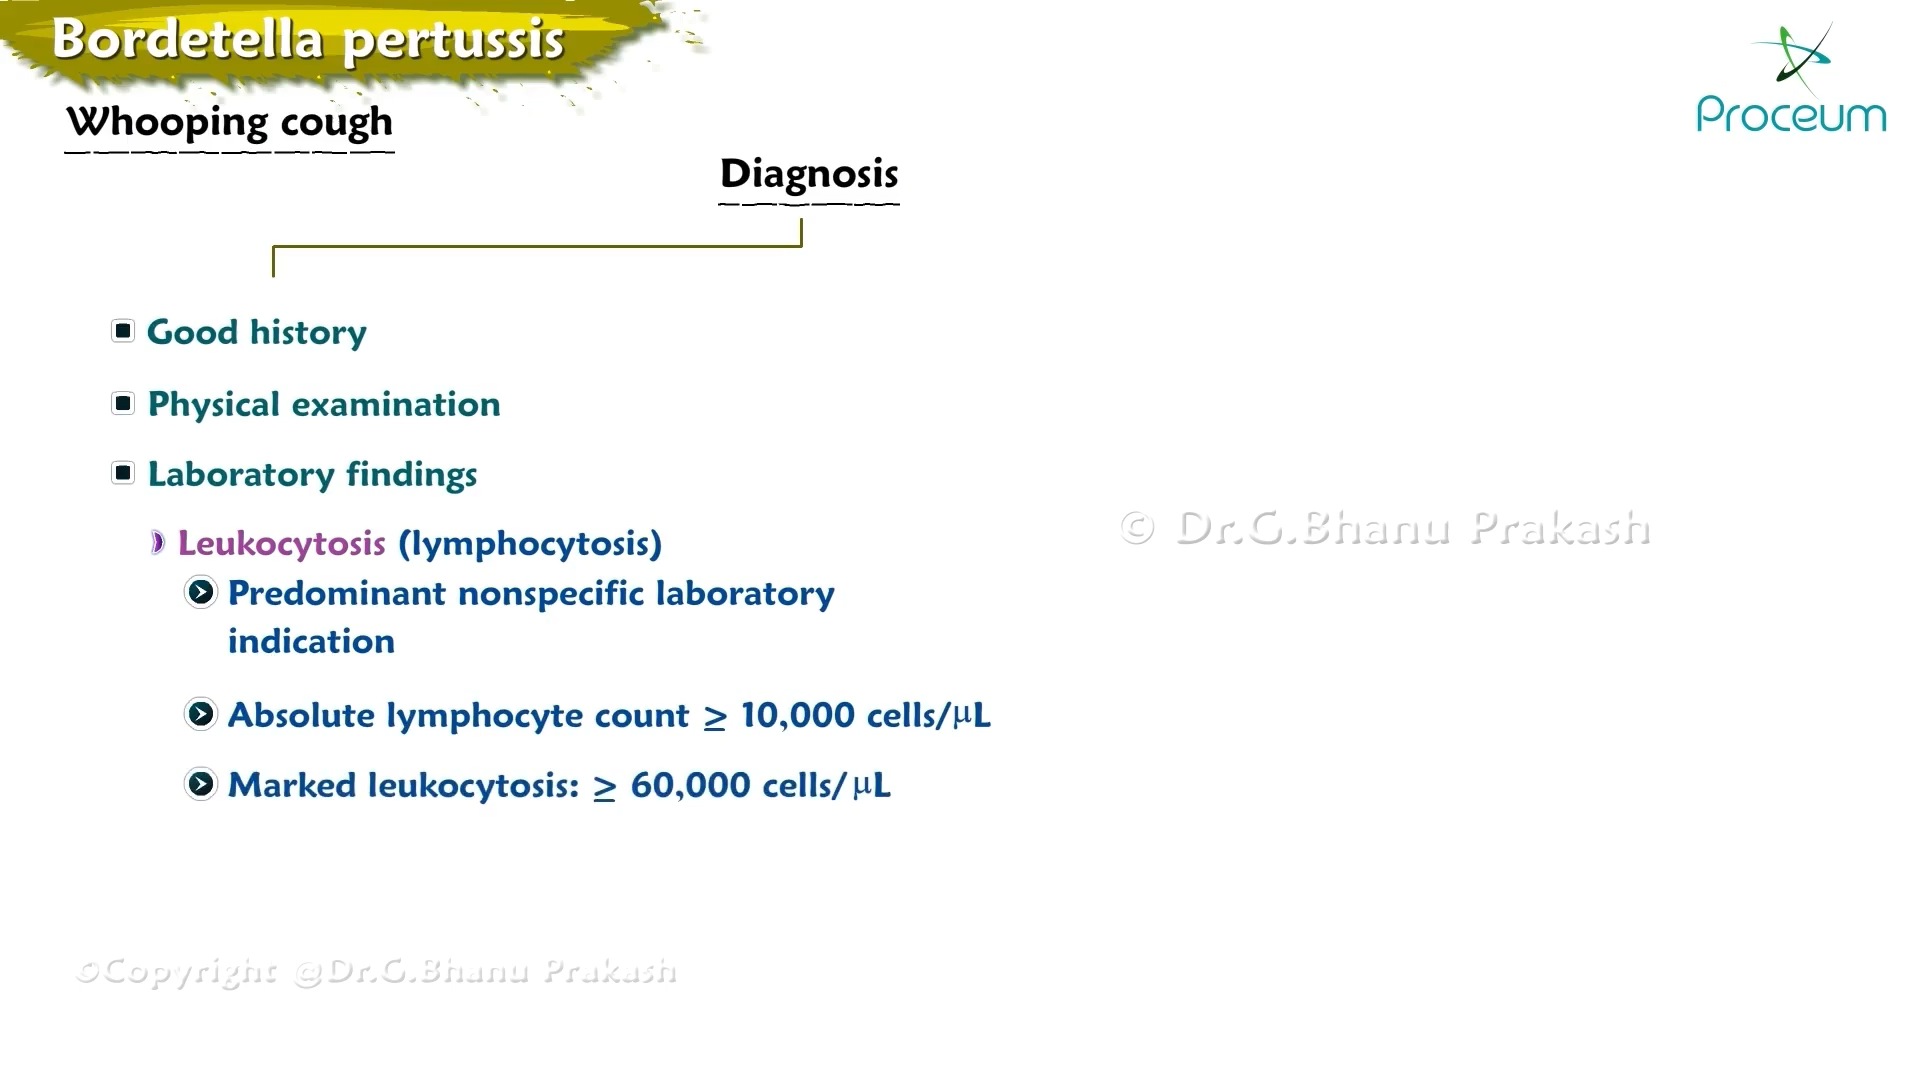 Bordetella pertussis
Whooping cough
Proceum
Diagnosis
Good history
Physical examination
Laboratory findings
Leukocytosis (lymphocytosis)
© Dr.G.Bhanu Prakash
Predominant nonspecific laboratory
indication
Absolute lymphocyte count ≥ 10,000 cells/μL
Marked leukocytosis: ≥ 60,000 cells/μL
©Copyright @Dr.G.Bhanu Prakash